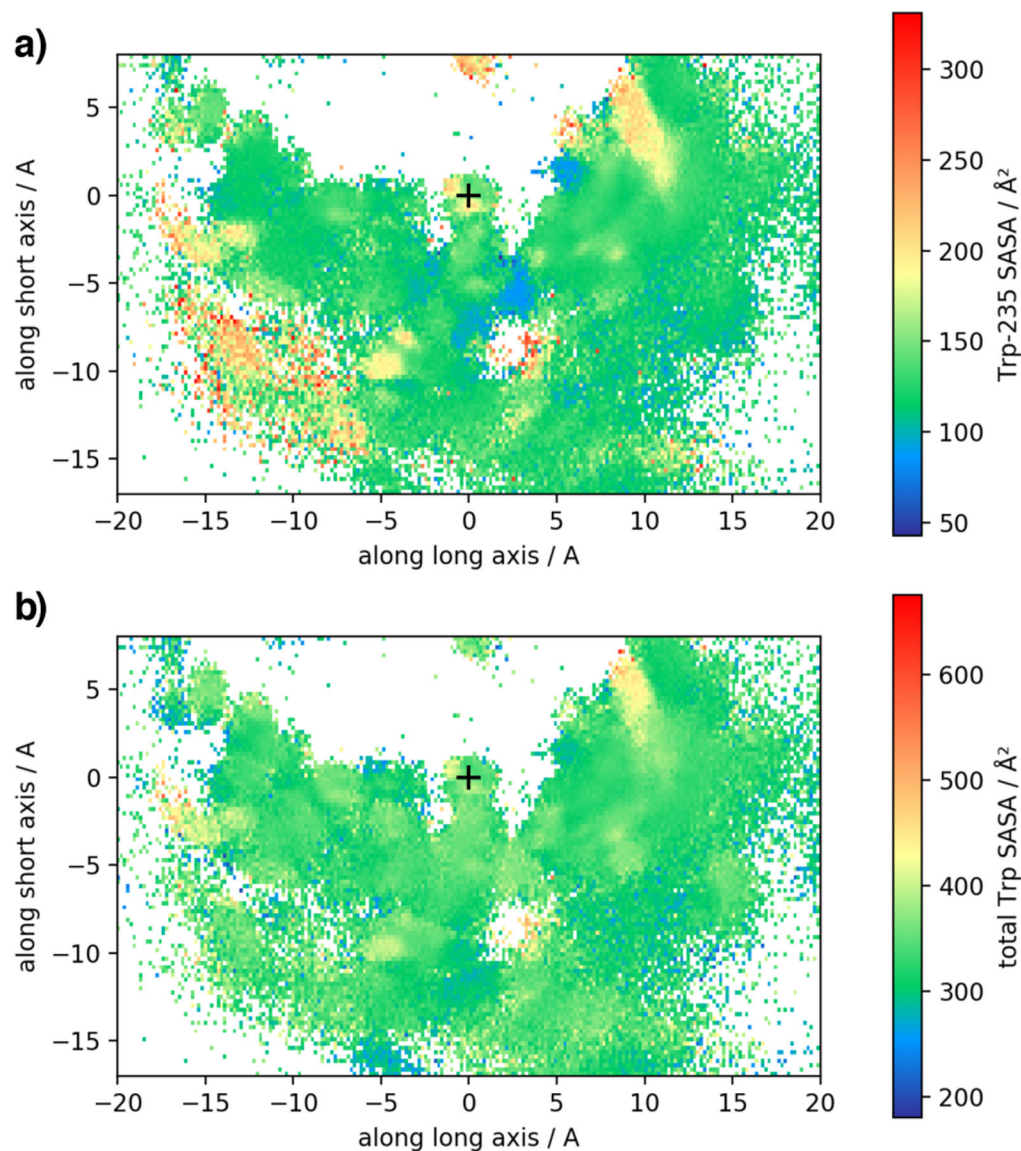 a)
5
0
−5
−10
−15
along short axis / A
−20 −15 −10 −5 0 5 10 15 20
along long axis / A
300
250
200
150
100
50
Trp-235 SASA / Å²
b)
5
0
−5
−10
−15
along short axis / A
−20 −15 −10 −5 0 5 10 15 20
along long axis / A
600
500
400
300
200
total Trp SASA / Å²